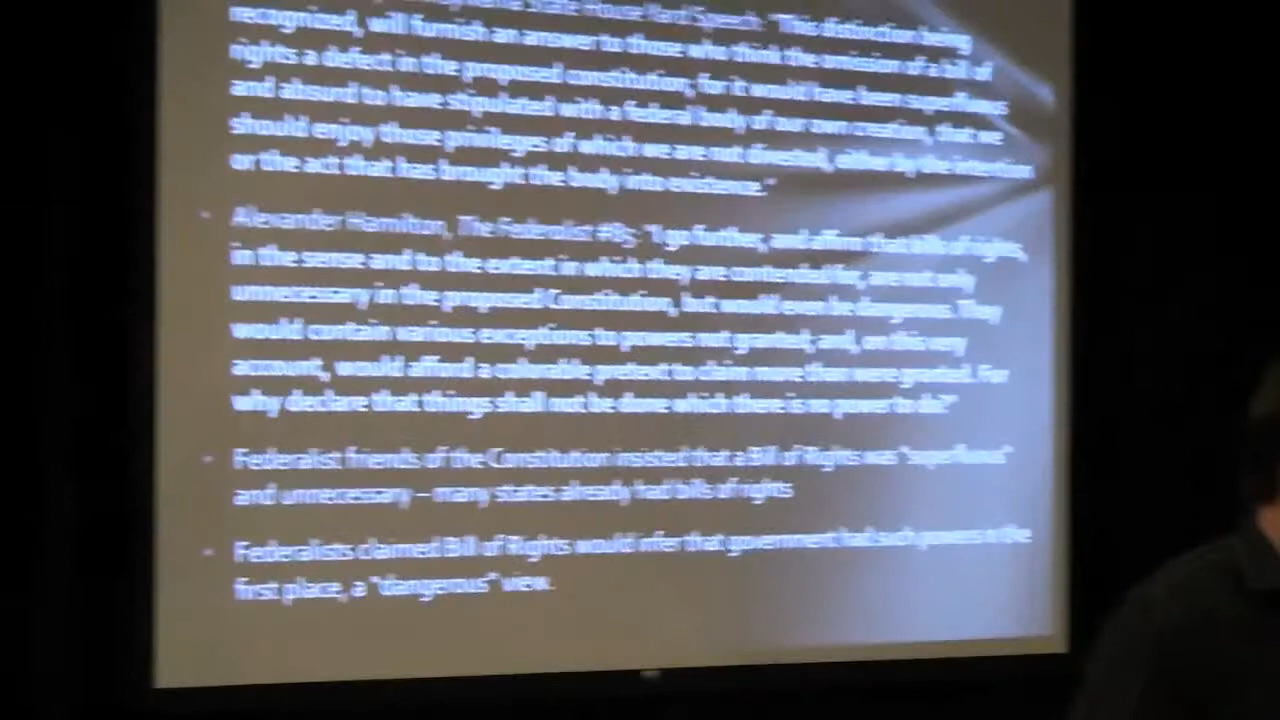 State House Yard Speech: "This distinction being
recognized, will furnish an answer to those who think the omission of a bill of
rights a defect in the proposed constitution; for it would have been superfluous
and absurd to have stipulated with a federal body of our own creation, that we
should enjoy those privileges of which we are not divested, either by the intention
or the act that has brought the body into existence."
Alexander Hamilton, The Federalist "I go further, and affirm that bills of rights,
in the sense and to the extent in which they are contended for, are not only
unnecessary in the proposed Constitution, but would even be dangerous. They
would contain various exceptions to powers not granted; and, on this very
account, would afford a colorable pretext to claim more than were granted. For
why declare that things shall not be done which there is no power to do?"
Federalist friends of the Constitution insisted that a Bill of Rights was "superfluous"
and unnecessary – many states already had bills of rights
Federalists claimed Bill of Rights would infer that government had such powers n the
first place, a "dangerous" view.